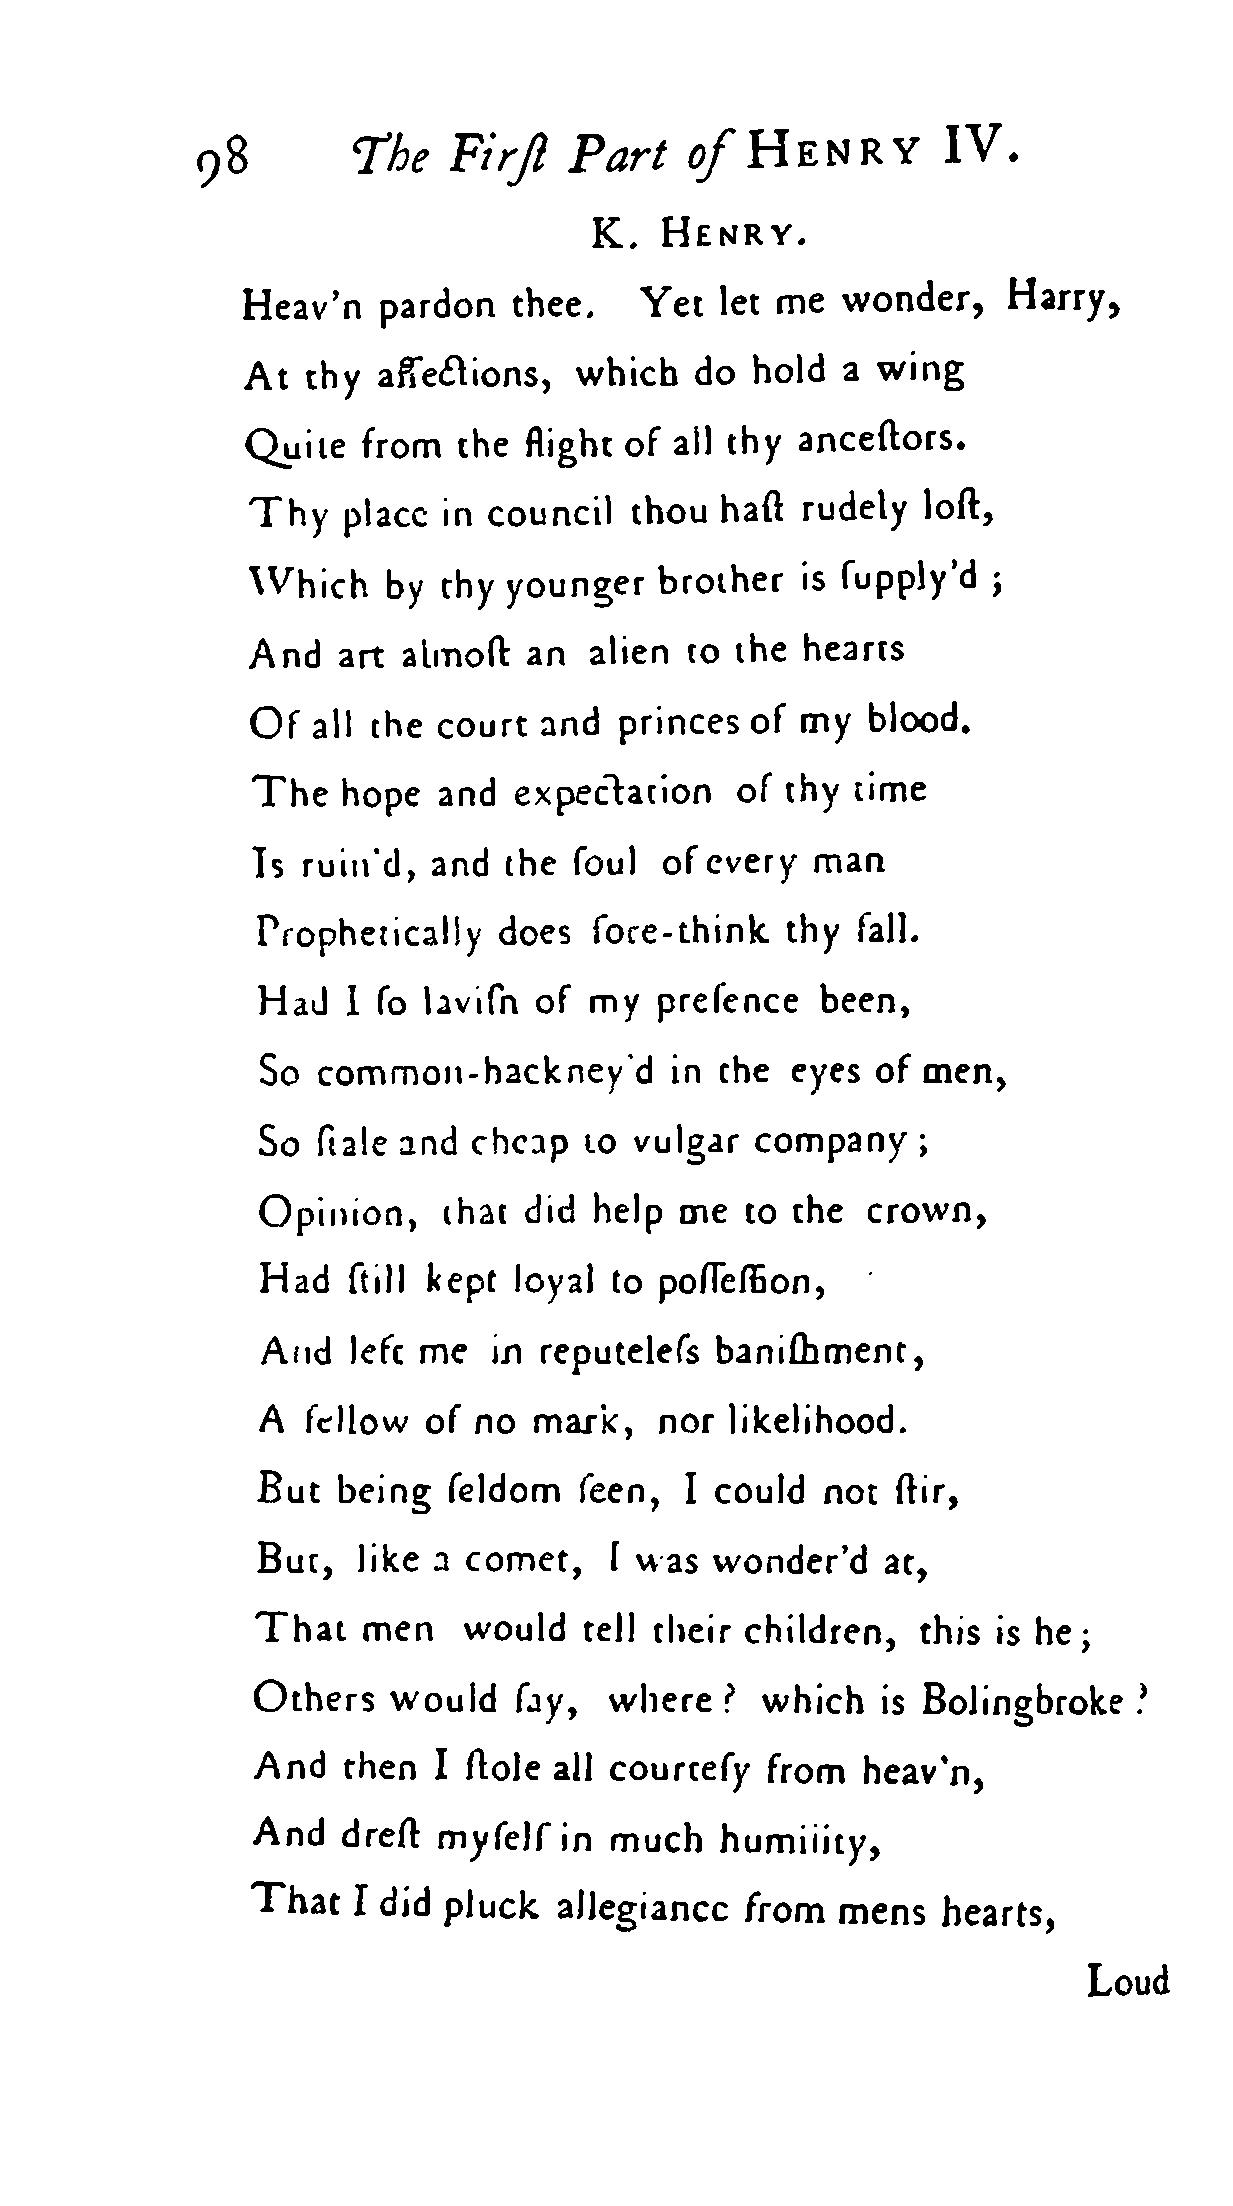 98 The Firſt Part of HENRY IV.
K. HENRY.
Heav'n pardon thee. Yet let me wonder, Harry,
At thy affections, which do hold a wing
Quite from the flight of all thy anceſtors.
Thy place in council thou haſt rudely loſt,
Which by thy younger brother is ſupply'd ;
And art almoſt an alien to the hearts
Of all the court and princes of my blood.
The hope and expectation of thy time
Is ruin'd, and the ſoul of every man
Prophetically does fore-think thy fall.
Had I ſo laviſh of my preſence been,
So common-hackney'd in the eyes of men,
So ſtale and cheap to vulgar company ;
Opinion, that did help me to the crown,
Had ſtill kept loyal to poſſeſſion,
And left me in reputeleſs baniſhment,
A fellow of no mark, nor likelihood.
But being ſeldom ſeen, I could not ſtir,
But, like a comet, I was wonder'd at,
That men would tell their children, this is he ;
Others would ſay, where ? which is Bolingbroke ?
And then I ſtole all courteſy from heav'n,
And dreſt myſelf in much humility,
That I did pluck allegiance from mens hearts,
Loud